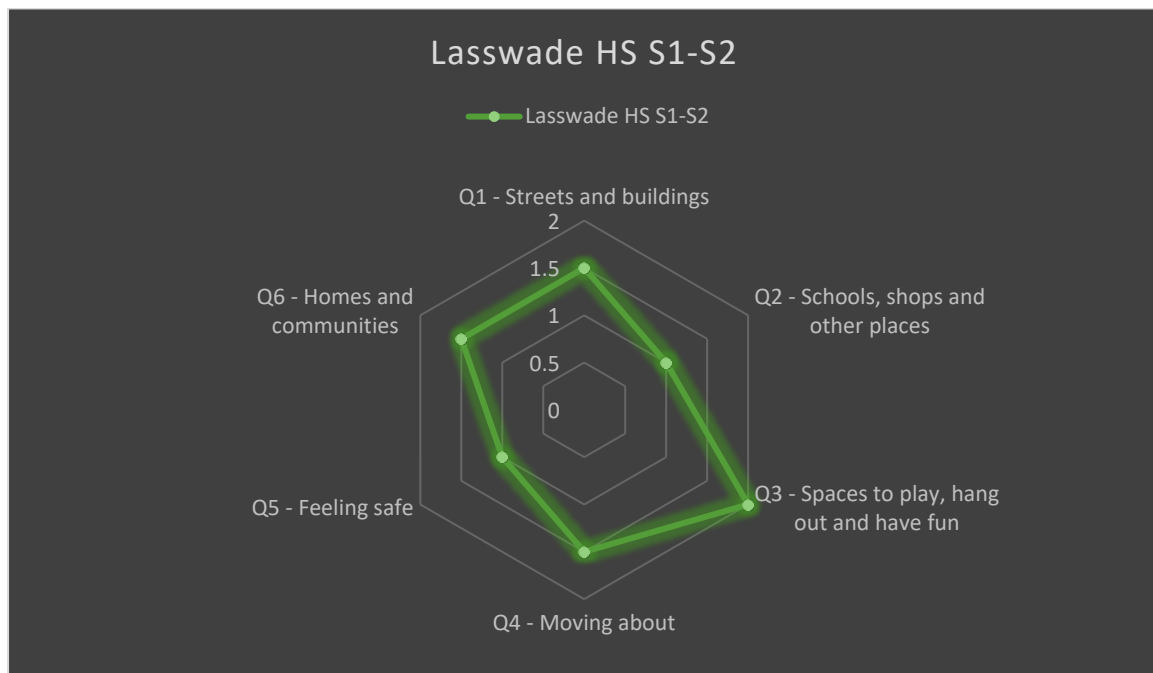 Lasswade HS S1-S2
Lasswade HS S1-S2
Q1 - Streets and buildings
2
1.5
1
0.5
0
Q2 - Schools, shops and
other places
Q3 - Spaces to play, hang
out and have fun
Q4 - Moving about
Q5 - Feeling safe
Q6 - Homes and
communities